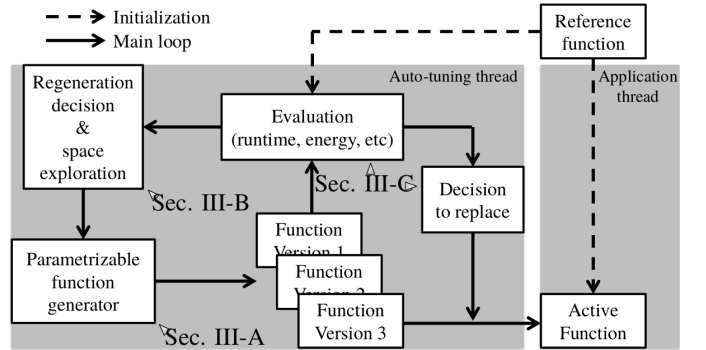 Initialization
Main loop
Reference
function
Auto-tuning thread
Application
thread
Regeneration
decision
&
space
exploration
Evaluation
(runtime, energy, etc)
Sec. III-C
Sec. III-B
Decision
to replace
Function
Version 1
Parametrizable
function
generator
Function
Version 2
Function
Version 3
Active
Function
Sec. III-A